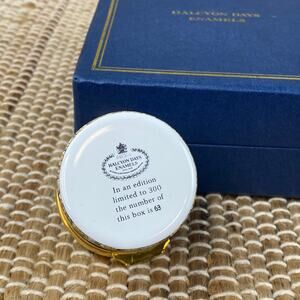 HALCYON DAYS
ENAMELS
HALCYON DAYS
ENAMELS
In an edition
limited to 300
the number of
this box is 63